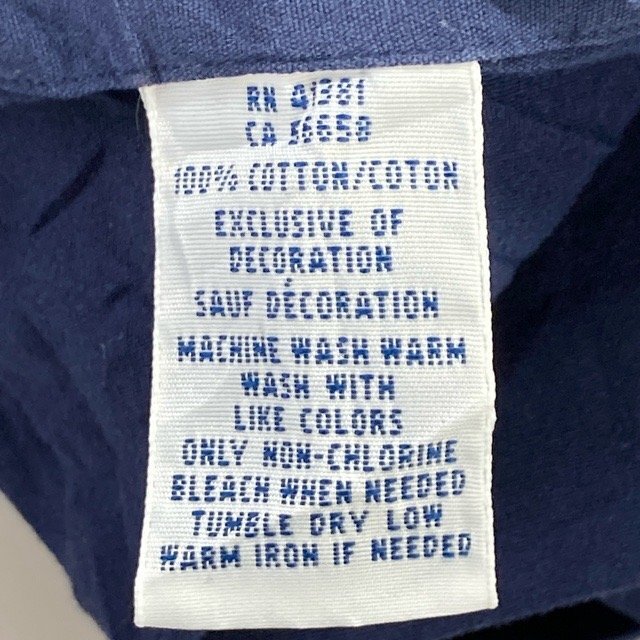 RN 41381
CA 56658
100% COTTON/COTON
EXCLUSIVE OF
DECORATION
SAUF DÉCORATION
MACHINE WASH WARM
WASH WITH
LIKE COLORS
ONLY NON-CHLORINE
BLEACH WHEN NEEDED
TUMBLE DRY LOW
WARM IRON IF NEEDED